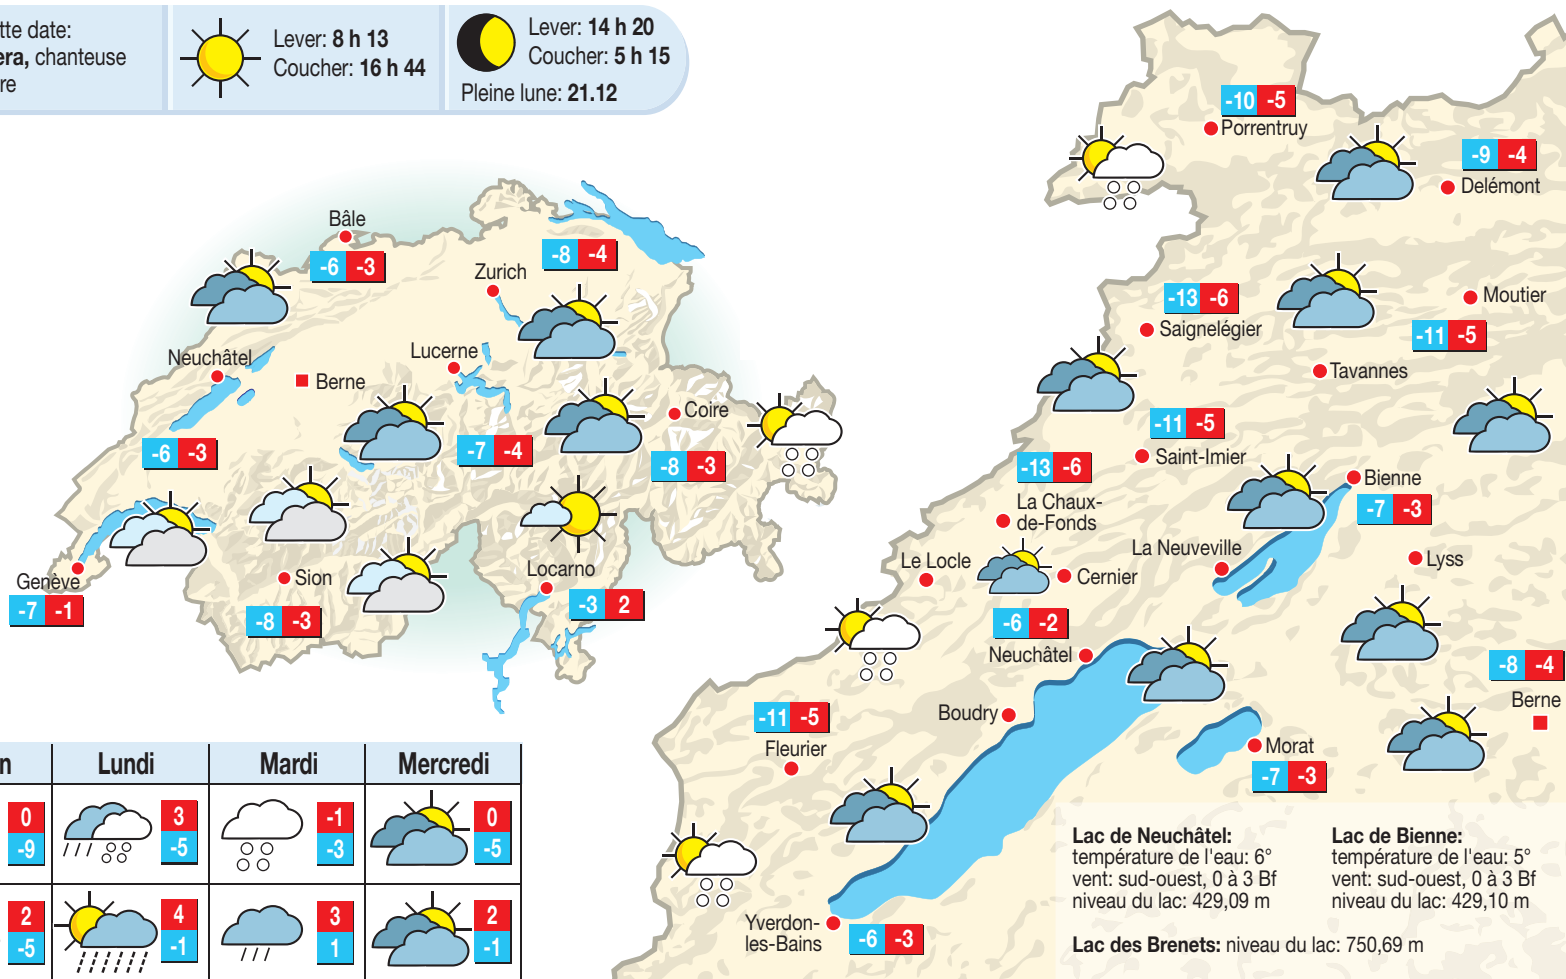 tte date:
era, chanteuse
re
Lever: 8 h 13
Coucher: 16 h 44
Lever: 14 h 20
Coucher: 5 h 15
Pleine lune: 21.12
Bâle
-6 -3
-8 -4
Zurich
Neuchâtel
Lucerne
Berne
Coire
-6 -3
-7 -4
-8 -3
Genève
-7 -1
Sion
-8 -3
Locarno
-3 2
-10 -5
Porrentruy
-9 -4
Delémont
-13 -6
Saignelégier
Moutier
-11 -5
Tavannes
-11 -5
Saint-Imier
-13 -6
La Chaux-
de-Fonds
Bienne
-7 -3
Le Locle
Cernier
La Neuveville
Lyss
-6 -2
Neuchâtel
-8 -4
Berne
-11 -5
Fleurier
Boudry
Morat
-7 -3
Yverdon-
les-Bains
-6 -3
n
Lundi
Mardi
Mercredi
0
-9
3
-5
-1
-3
0
-5
2
-5
4
-1
3
1
2
-1
Lac de Neuchâtel:
température de l'eau: 6°
vent: sud-ouest, 0 à 3 Bf
niveau du lac: 429,09 m
Lac de Bienne:
température de l'eau: 5°
vent: sud-ouest, 0 à 3 Bf
niveau du lac: 429,10 m
Lac des Brenets: niveau du lac: 750,69 m